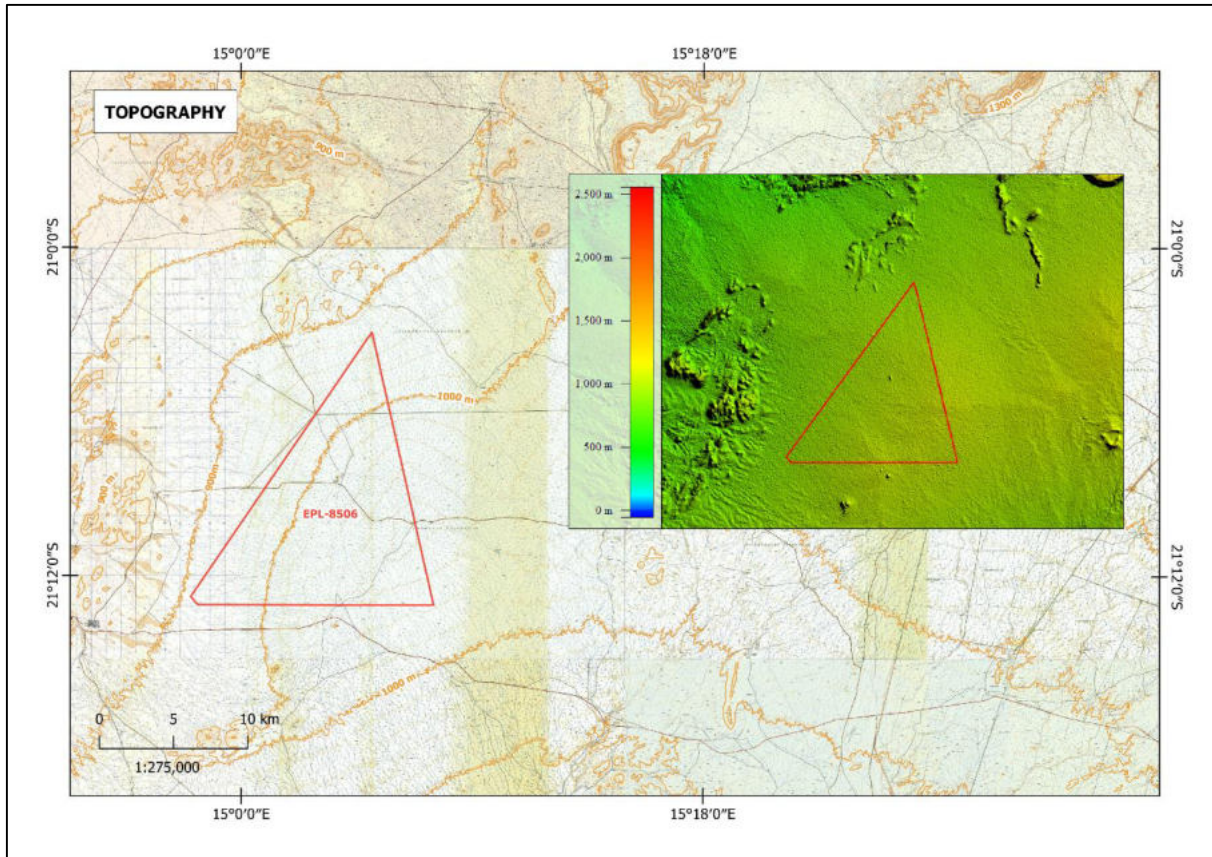 15°0′0″E
15°18′0″E
TOPOGRAPHY
1300 m
900 m
2,500 m
2,000 m
1,500 m
1,000 m
500 m
0 m
21°0′0″S
21°0′0″S
1000 m
900m
900 m
EPL-8506
21°12′0″S
21°12′0″S
1000 m
0 5 10 km
1:275,000
15°0′0″E
15°18′0″E